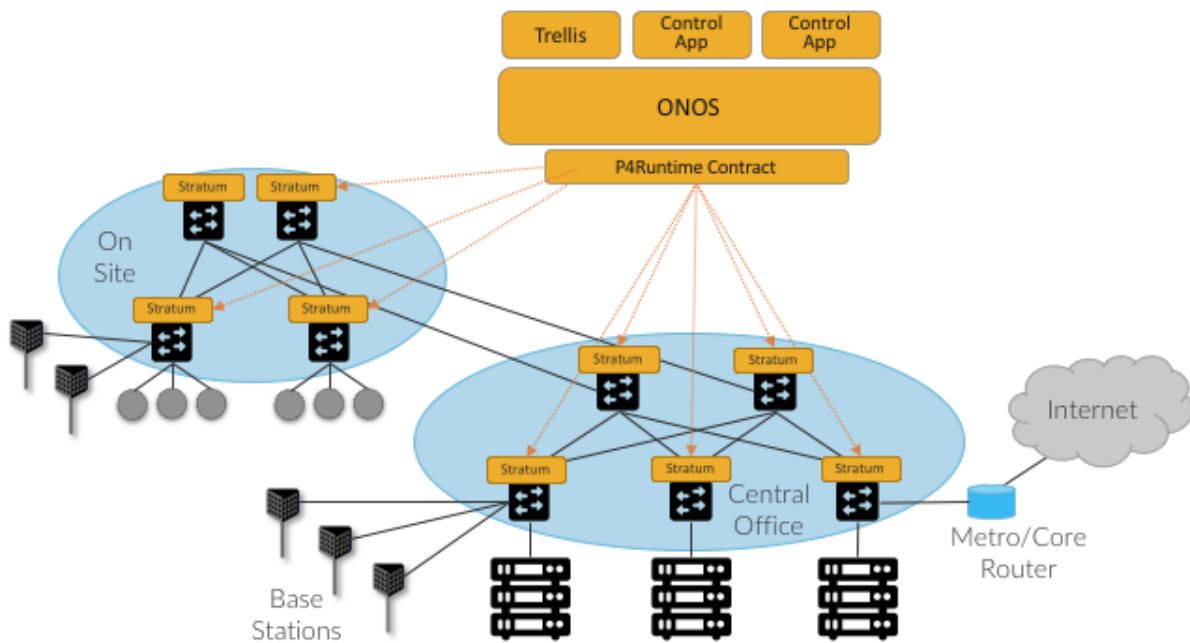 Trellis
Control
App
Control
App
ONOS
P4Runtime Contract
Stratum
Stratum
On
Site
Stratum
Stratum
Stratum
Stratum
Internet
Stratum
Stratum
Stratum
Central
Office
Metro/Core
Router
Base
Stations